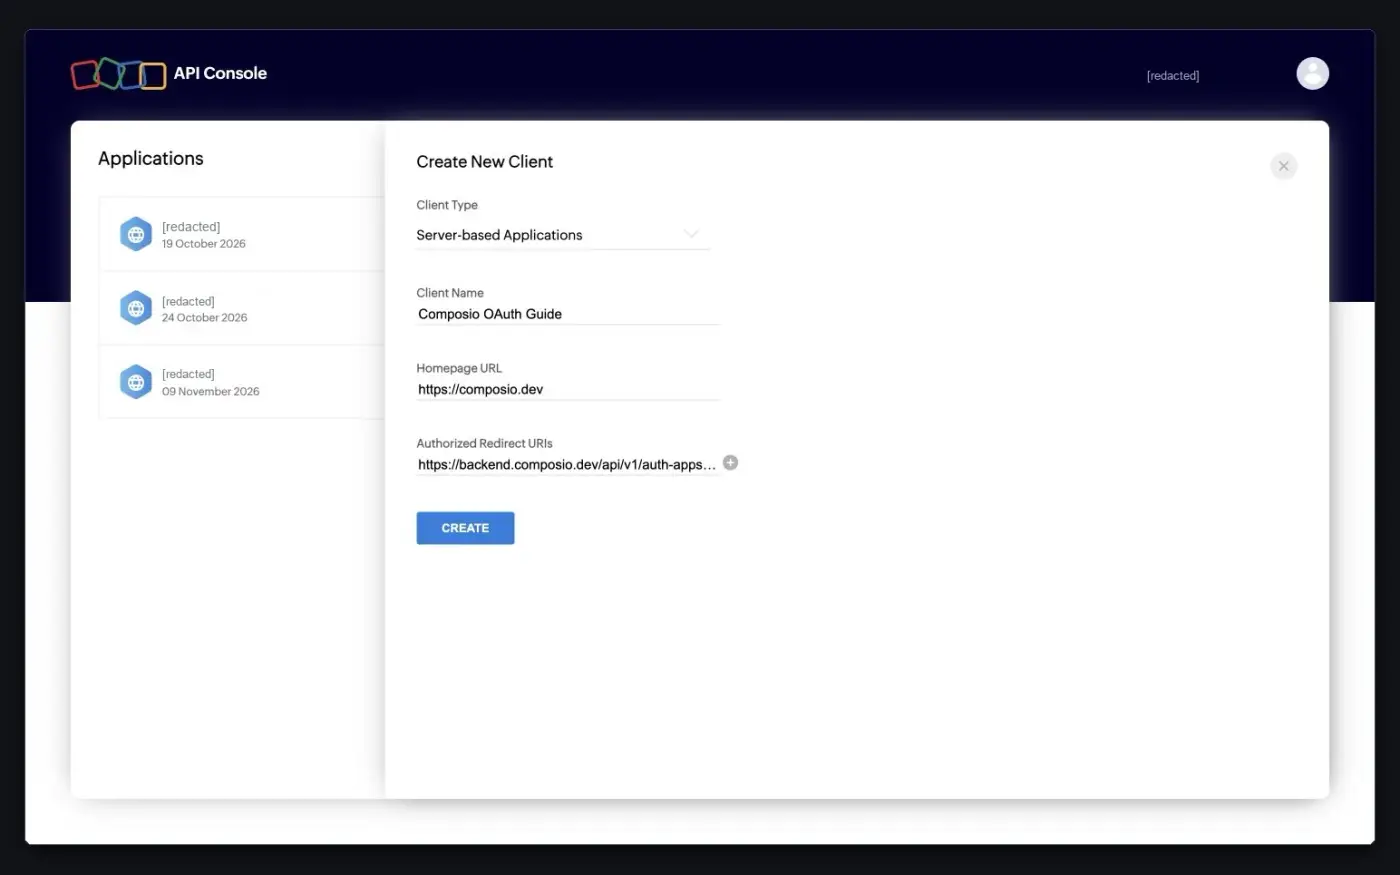 API Console
[redacted]
Applications
[redacted]
19 October 2026
[redacted]
24 October 2026
[redacted]
09 November 2026
Create New Client
Client Type
Server-based Applications
Client Name
Composio OAuth Guide
Homepage URL
https://composio.dev
Authorized Redirect URIs
https://backend.composio.dev/api/v1/auth-apps...
CREATE